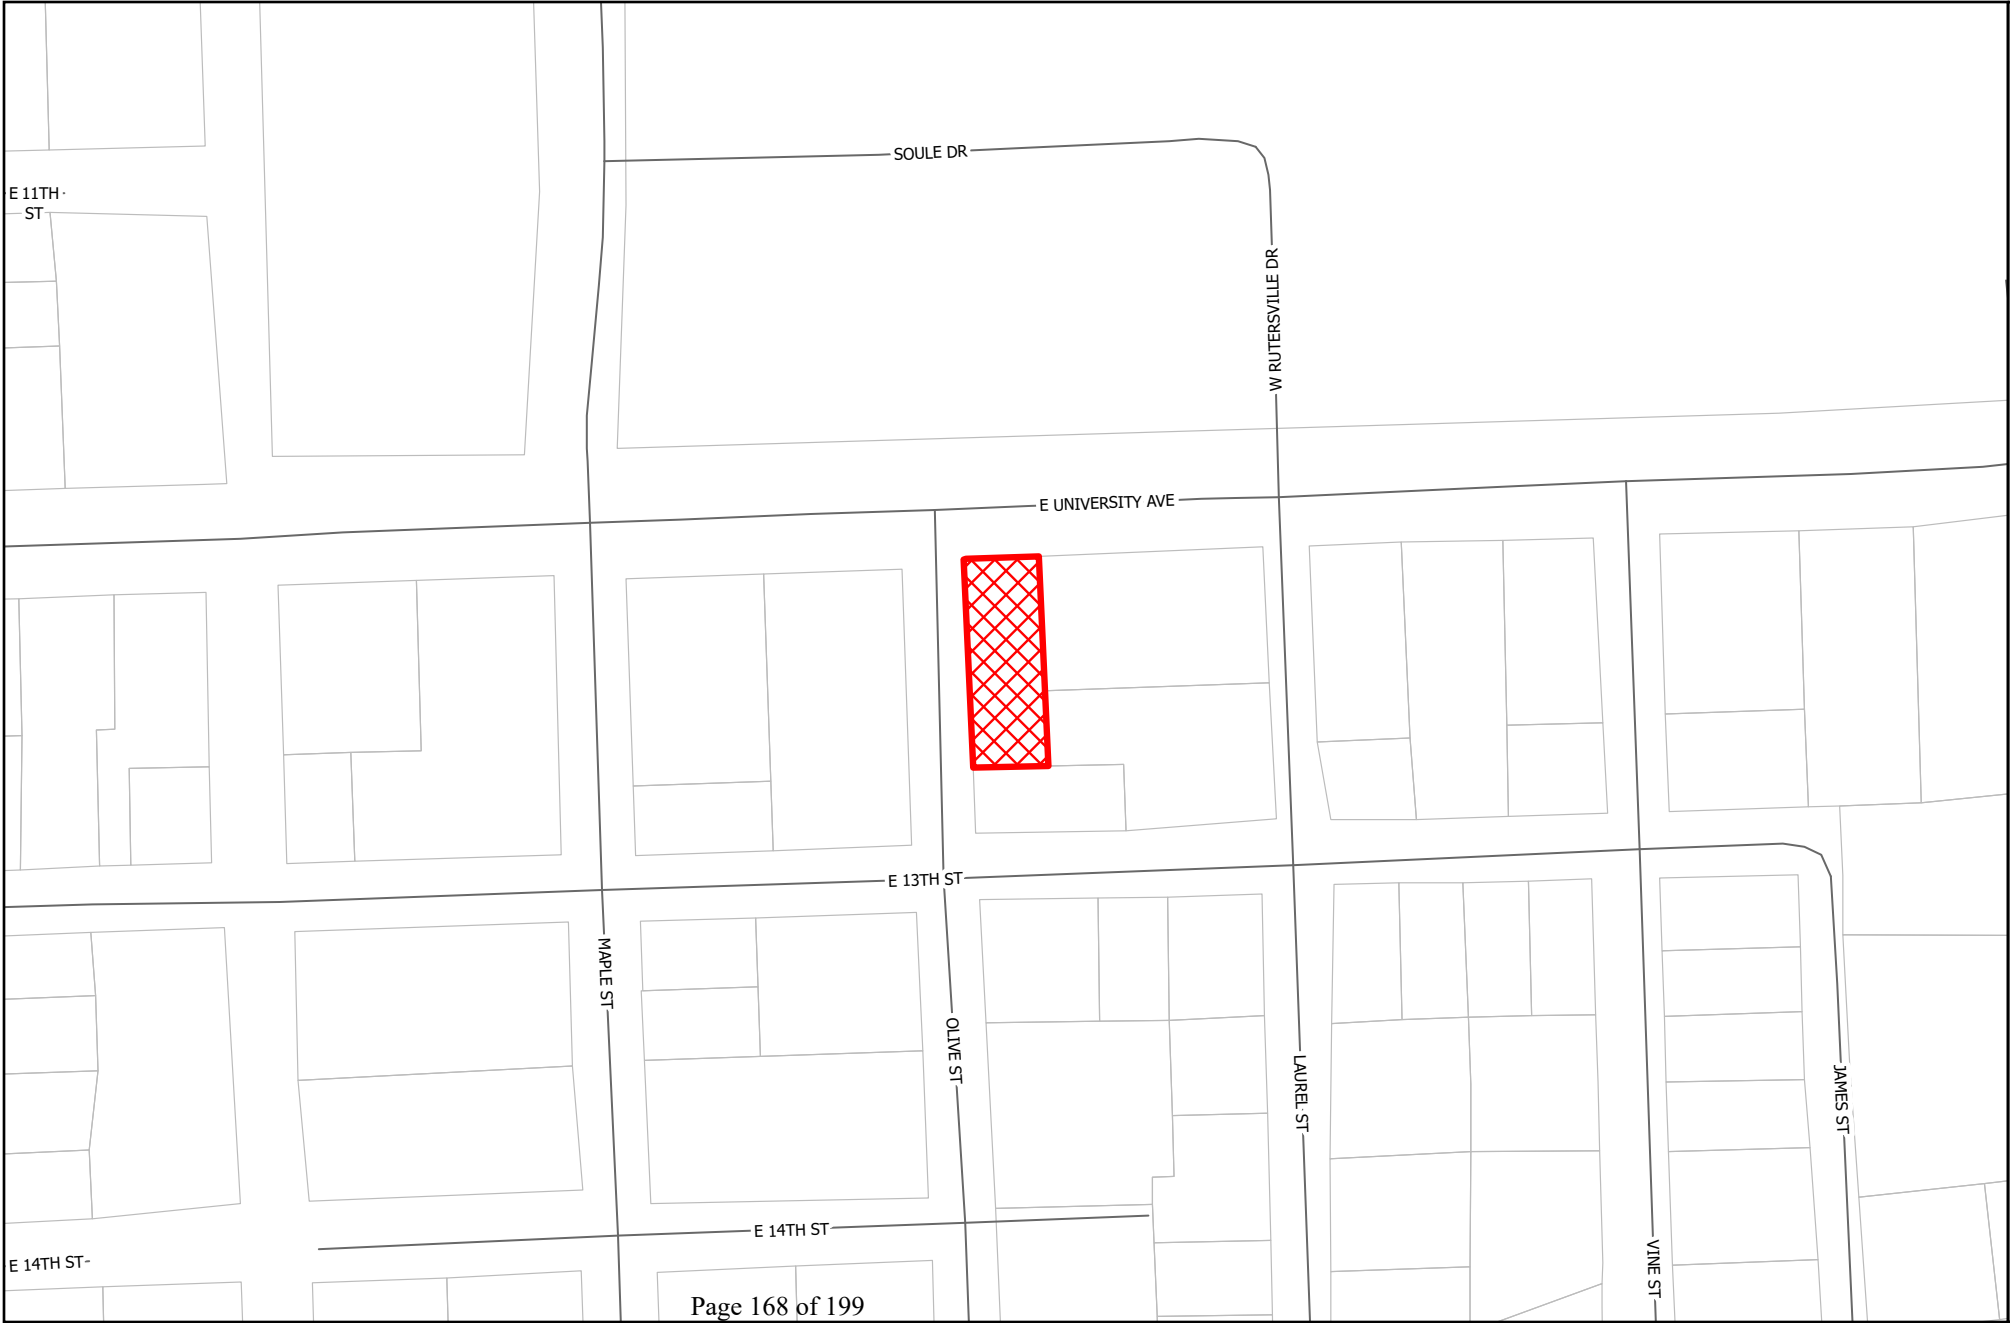 SOULE DR
E 11TH
ST
W RUTERSVILLE DR
E UNIVERSITY AVE
E 13TH ST
MAPLE ST
OLIVE ST
LAUREL ST
JAMES ST
E 14TH ST
E 14TH ST
VINE ST
Page 168 of 199